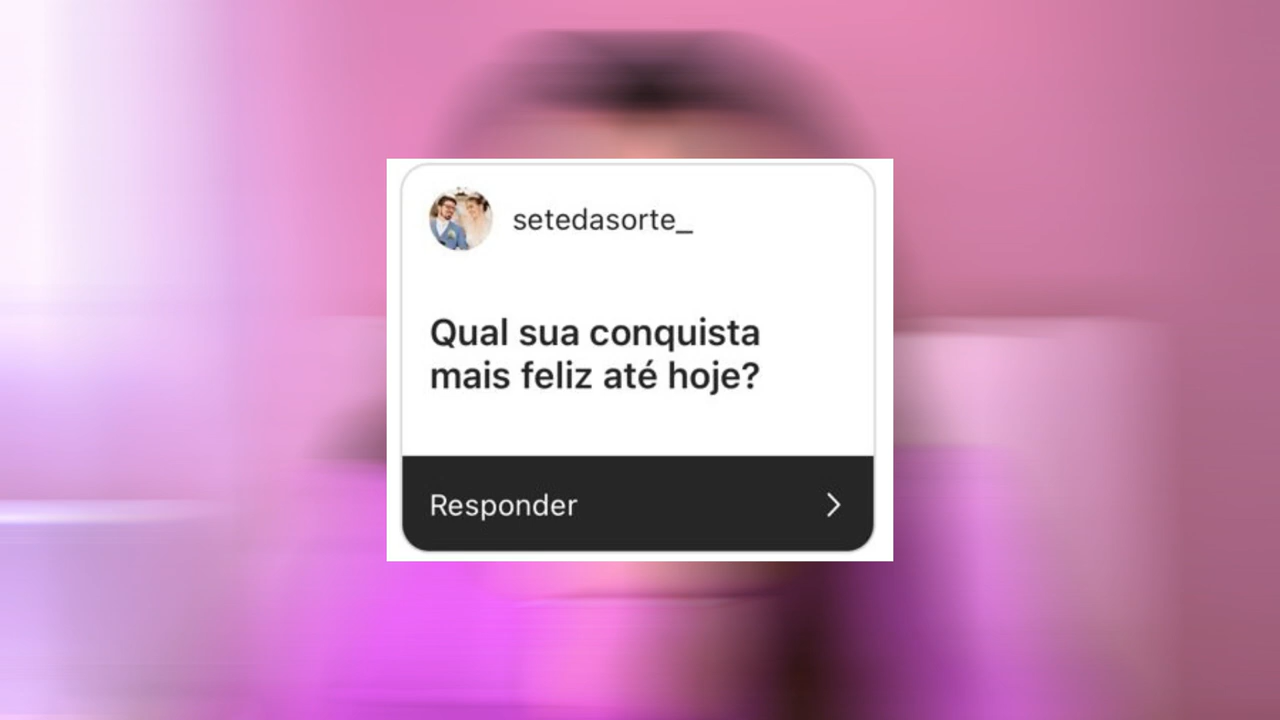 setedasorte_
Qual sua conquista
mais feliz até hoje?
Responder